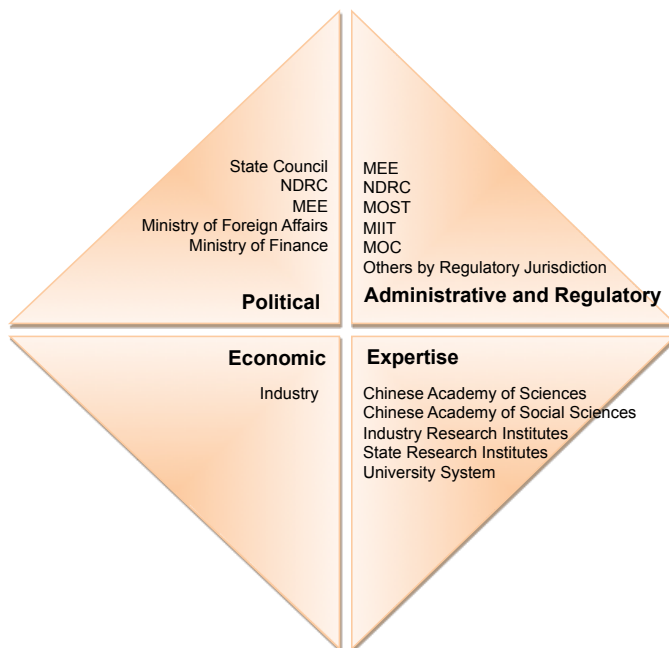 State Council
NDRC
MEE
Ministry of Foreign Affairs
Ministry of Finance
Political
MEE
NDRC
MOST
MIIT
MOC
Others by Regulatory Jurisdiction
Administrative and Regulatory
Economic
Industry
Expertise
Chinese Academy of Sciences
Chinese Academy of Social Sciences
Industry Research Institutes
State Research Institutes
University System